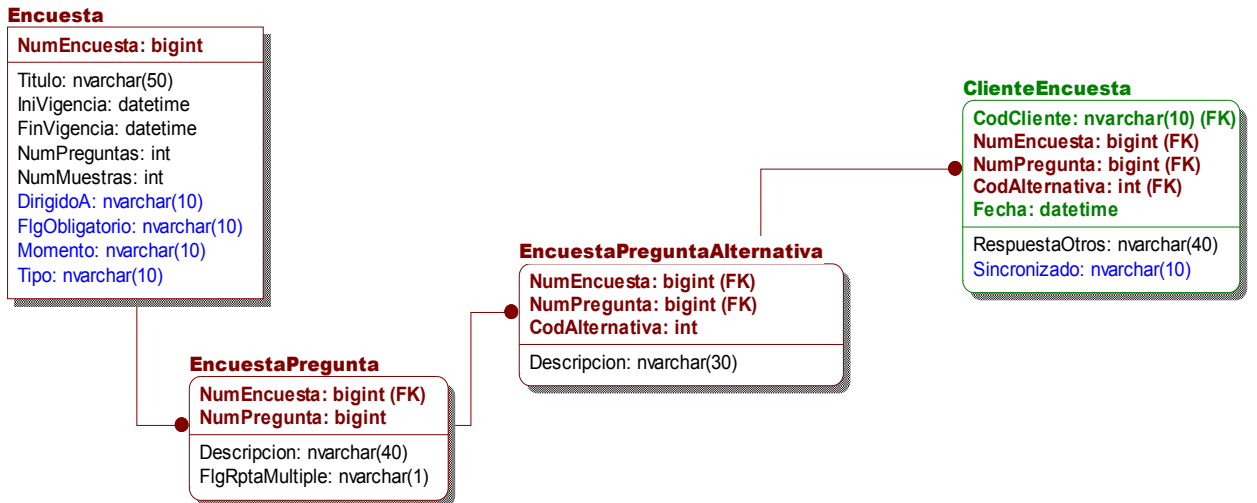 Encuesta
NumEncuesta: bigint
Titulo: nvarchar(50)
IniVigencia: datetime
FinVigencia: datetime
NumPreguntas: int
NumMuestras: int
DirigidoA: nvarchar(10)
FlgObligatorio: nvarchar(10)
Momento: nvarchar(10)
Tipo: nvarchar(10)
EncuestaPregunta
NumEncuesta: bigint (FK)
NumPregunta: bigint
Descripcion: nvarchar(40)
FlgRptaMultiple: nvarchar(1)
EncuestaPreguntaAlternativa
NumEncuesta: bigint (FK)
NumPregunta: bigint (FK)
CodAlternativa: int
Descripcion: nvarchar(30)
ClienteEncuesta
CodCliente: nvarchar(10) (FK)
NumEncuesta: bigint (FK)
NumPregunta: bigint (FK)
CodAlternativa: int (FK)
Fecha: datetime
RespuestaOtros: nvarchar(40)
Sincronizado: nvarchar(10)